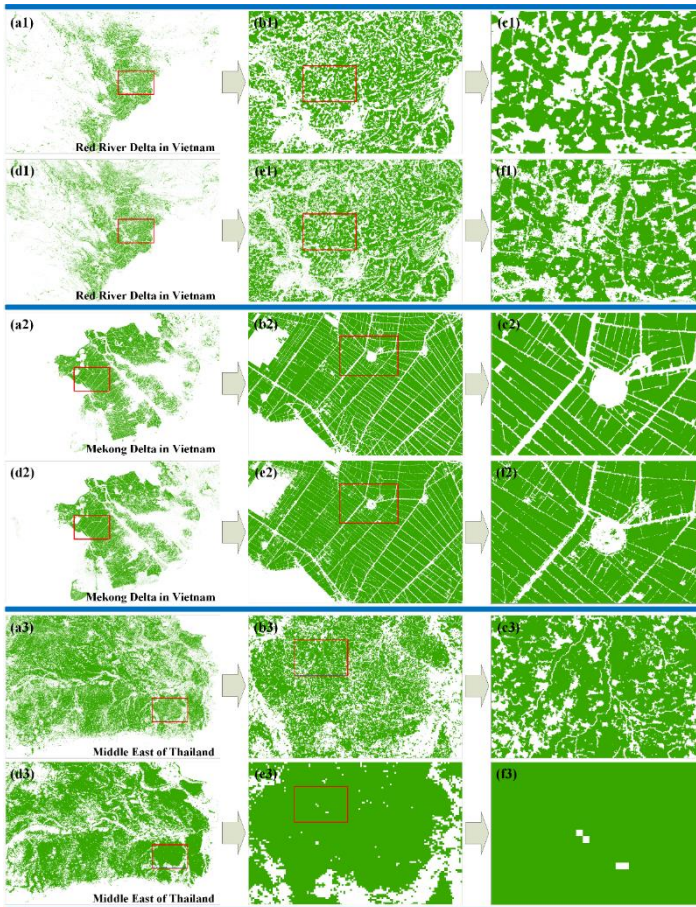 (a1) (b1) (c1)
Red River Delta in Vietnam
(d1) (e1) (f1)
Red River Delta in Vietnam
(a2) (b2) (c2)
Mekong Delta in Vietnam
(d2) (e2) (f2)
Mekong Delta in Vietnam
(a3) (b3) (c3)
Middle East of Thailand
(d3) (e3) (f3)
Middle East of Thailand